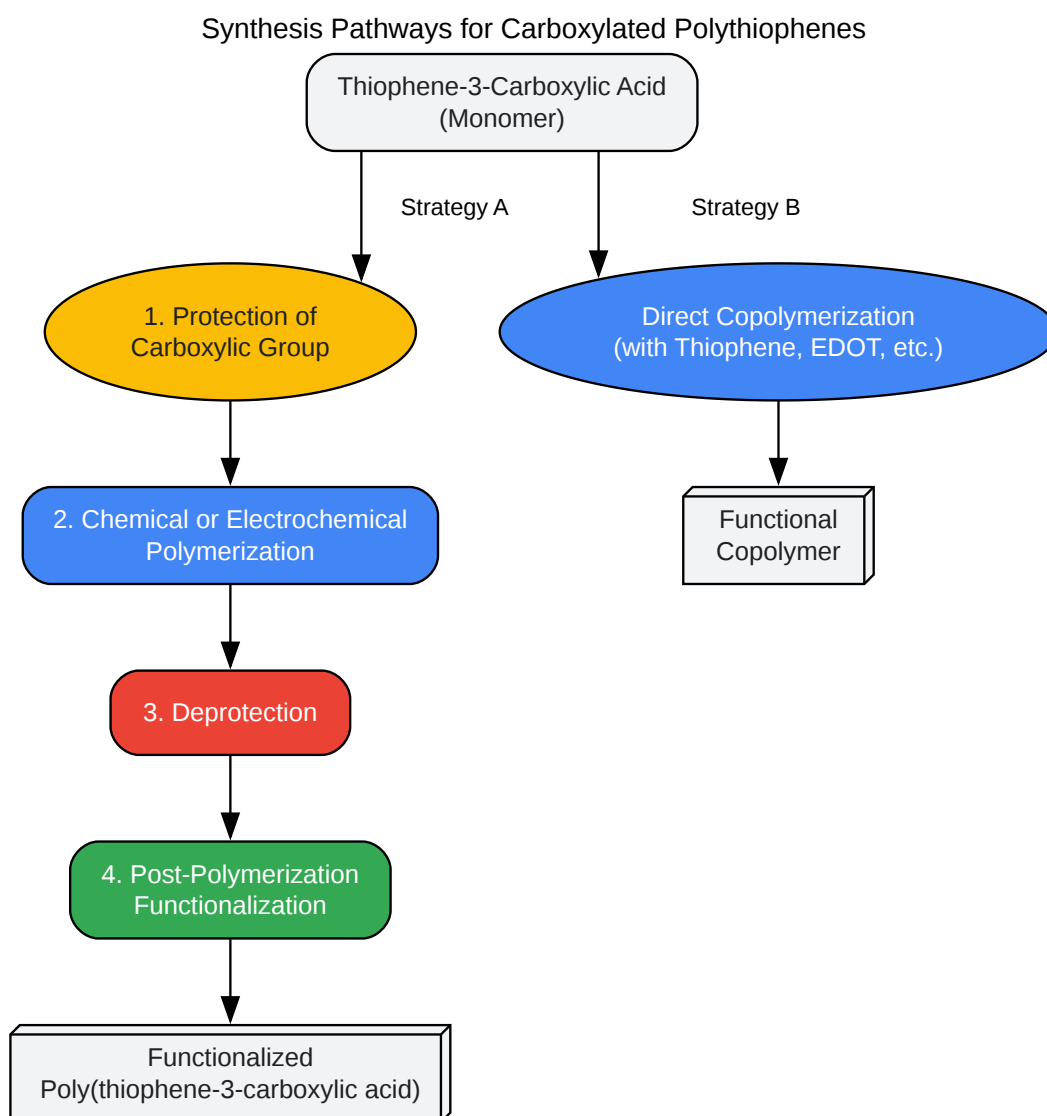 Synthesis Pathways for Carboxylated Polythiophenes
Thiophene-3-Carboxylic Acid
(Monomer)
Strategy A
Strategy B
1. Protection of
Carboxylic Group
Direct Copolymerization
(with Thiophene, EDOT, etc.)
2. Chemical or Electrochemical
Polymerization
Functional
Copolymer
3. Deprotection
4. Post-Polymerization
Functionalization
Functionalized
Poly(thiophene-3-carboxylic acid)